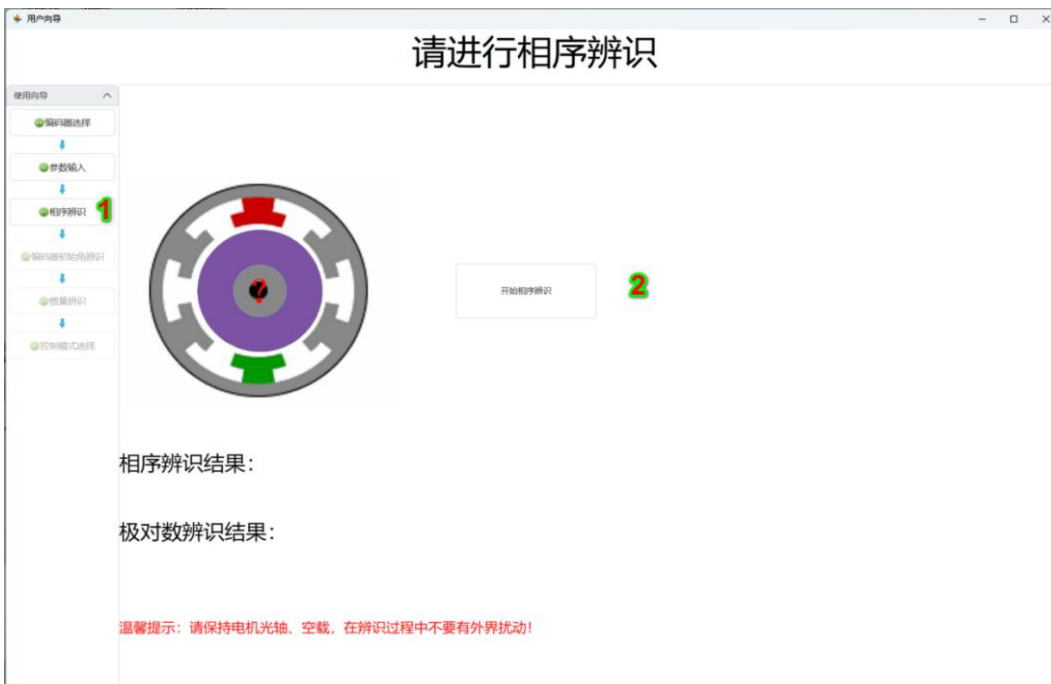 用户向导
请进行相序辨识
使用向导
编码器选择
参数输入
相序辨识
1
编码器初始角辨识
惯量辨识
控制模式选择
?
开始相序辨识
2
相序辨识结果：
极对数辨识结果：
温馨提示：请保持电机光轴、空载，在辨识过程中不要有外界扰动！